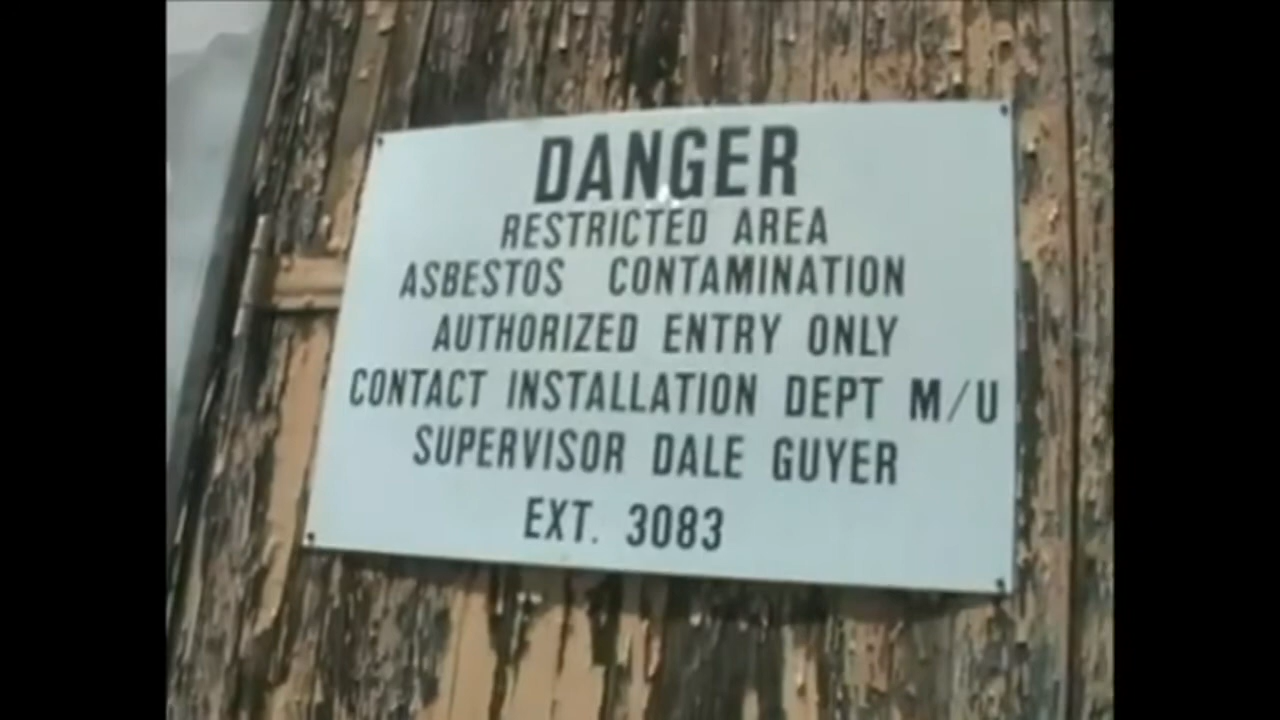 DANGER
RESTRICTED AREA
ASBESTOS CONTAMINATION
AUTHORIZED ENTRY ONLY
CONTACT INSTALLATION DEPT M/U
SUPERVISOR DALE GUYER
EXT. 3083